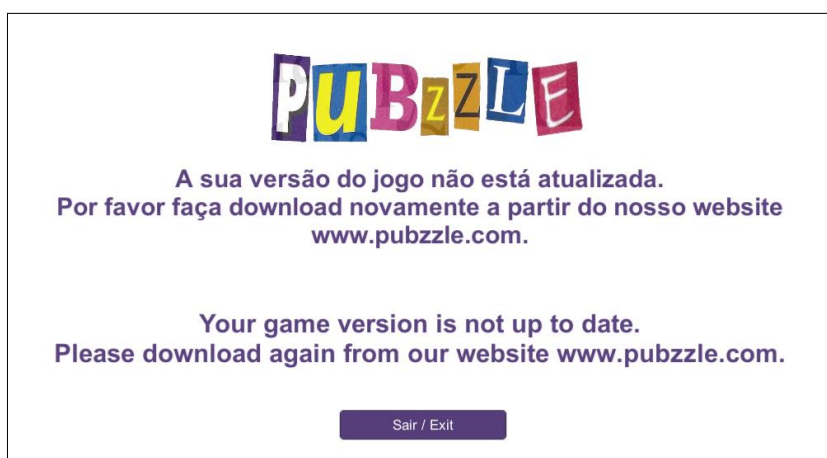 PUBzZLE
A sua versão do jogo não está atualizada.
Por favor faça download novamente a partir do nosso website
www.pubzzle.com.
Your game version is not up to date.
Please download again from our website www.pubzzle.com.
Sair / Exit